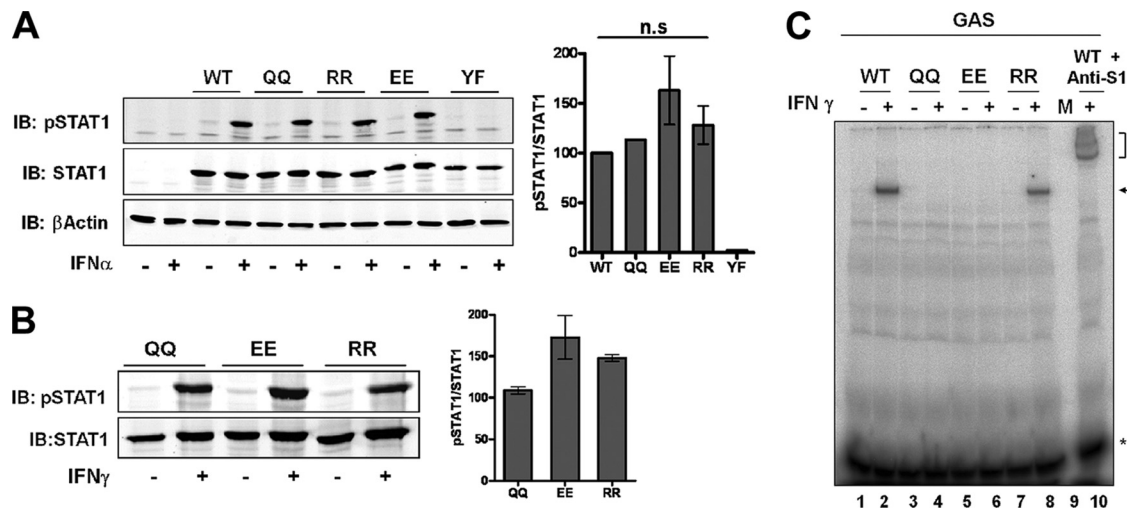 A
WT QQ RR EE YF
IB: pSTAT1
IB: STAT1
IB: βActin
IFNα - + - + - + - + - + - +
n.s
200
150
100
50
0
pSTAT1/STAT1
WT QQ EE RR YF
B
QQ EE RR
IB: pSTAT1
IB:STAT1
IFNγ - + - + - +
200
150
100
50
0
pSTAT1/STAT1
QQ EE RR
C
GAS
WT QQ EE RR
WT +
Anti-S1
IFN γ - + - + - + - + M +
*
1 2 3 4 5 6 7 8 9 10